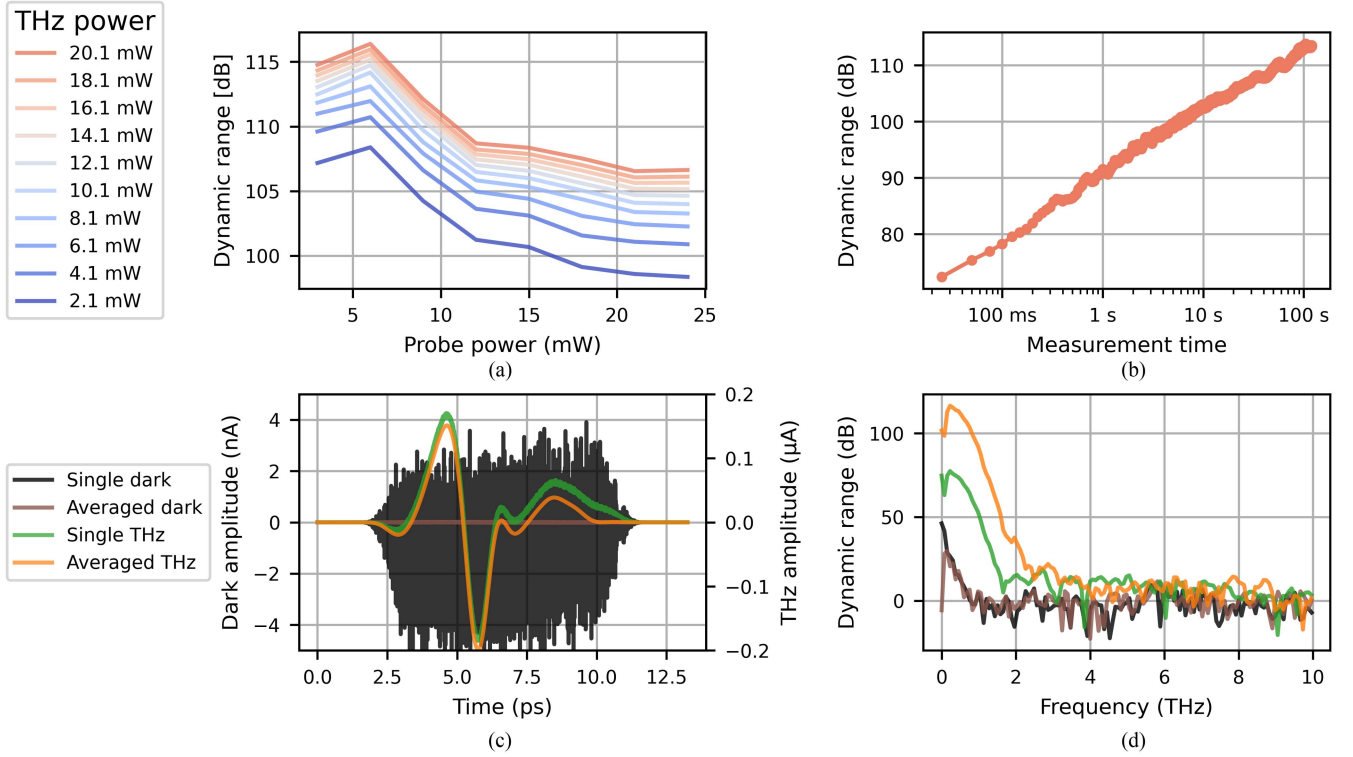 THz power
20.1 mW
18.1 mW
16.1 mW
14.1 mW
12.1 mW
10.1 mW
8.1 mW
6.1 mW
4.1 mW
2.1 mW
Dynamic range [dB]
115
110
105
100
5 10 15 20 25
Probe power (mW)
(a)
Dynamic range (dB)
110
100
90
80
100 ms 1 s 10 s 100 s
Measurement time
(b)
Single dark
Averaged dark
Single THz
Averaged THz
Dark amplitude (nA)
4
2
0
−2
−4
0.2
0.1
0.0
−0.1
−0.2
THz amplitude (μA)
0.0 2.5 5.0 7.5 10.0 12.5
Time (ps)
(c)
Dynamic range (dB)
100
50
0
0 2 4 6 8 10
Frequency (THz)
(d)